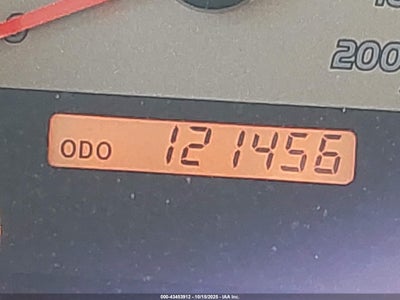 200
ODO 121456
000-43453912 - 10/15/2025 - IAA Inc.